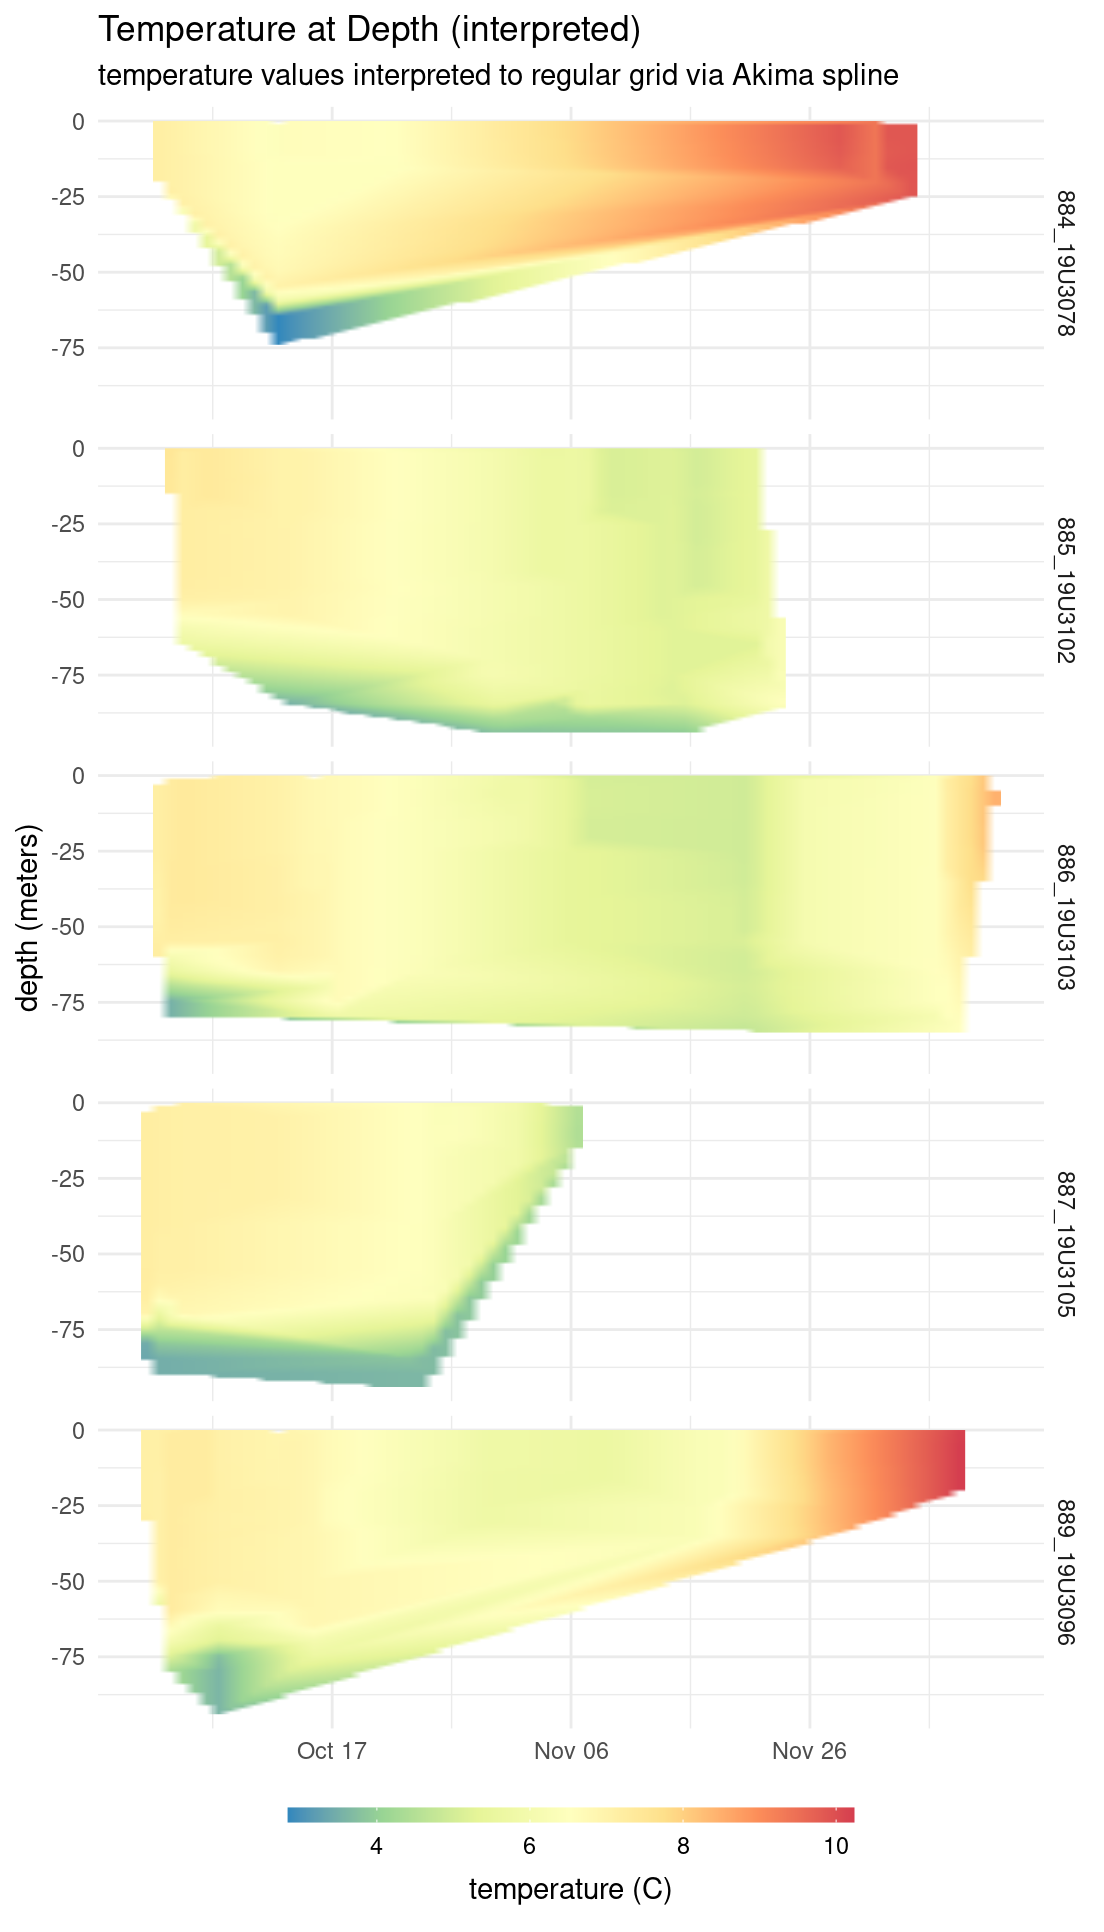 Temperature at Depth (interpreted)
temperature values interpreted to regular grid via Akima spline
0
-25
-50
-75
884_19U3078
0
-25
-50
-75
885_19U3102
depth (meters)
0
-25
-50
-75
886_19U3103
0
-25
-50
-75
887_19U3105
0
-25
-50
-75
889_19U3096
Oct 17 Nov 06 Nov 26
4 6 8 10
temperature (C)